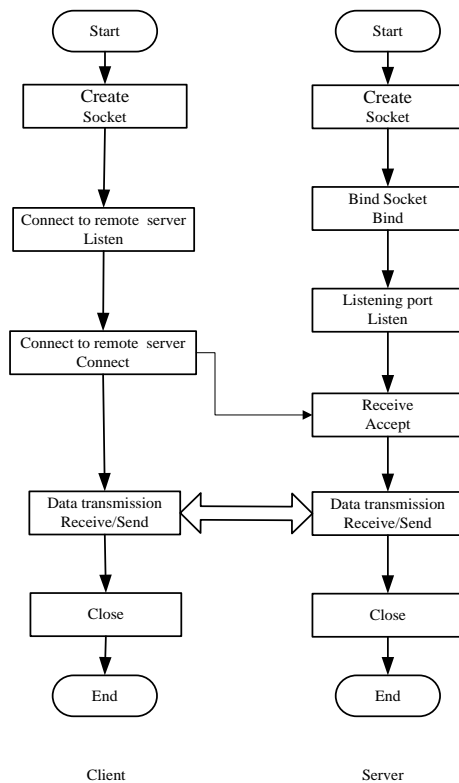 Start
Create
Socket
Connect to remote server
Listen
Connect to remote server
Connect
Data transmission
Receive/Send
Close
End
Client
Start
Create
Socket
Bind Socket
Bind
Listening port
Listen
Receive
Accept
Data transmission
Receive/Send
Close
End
Server